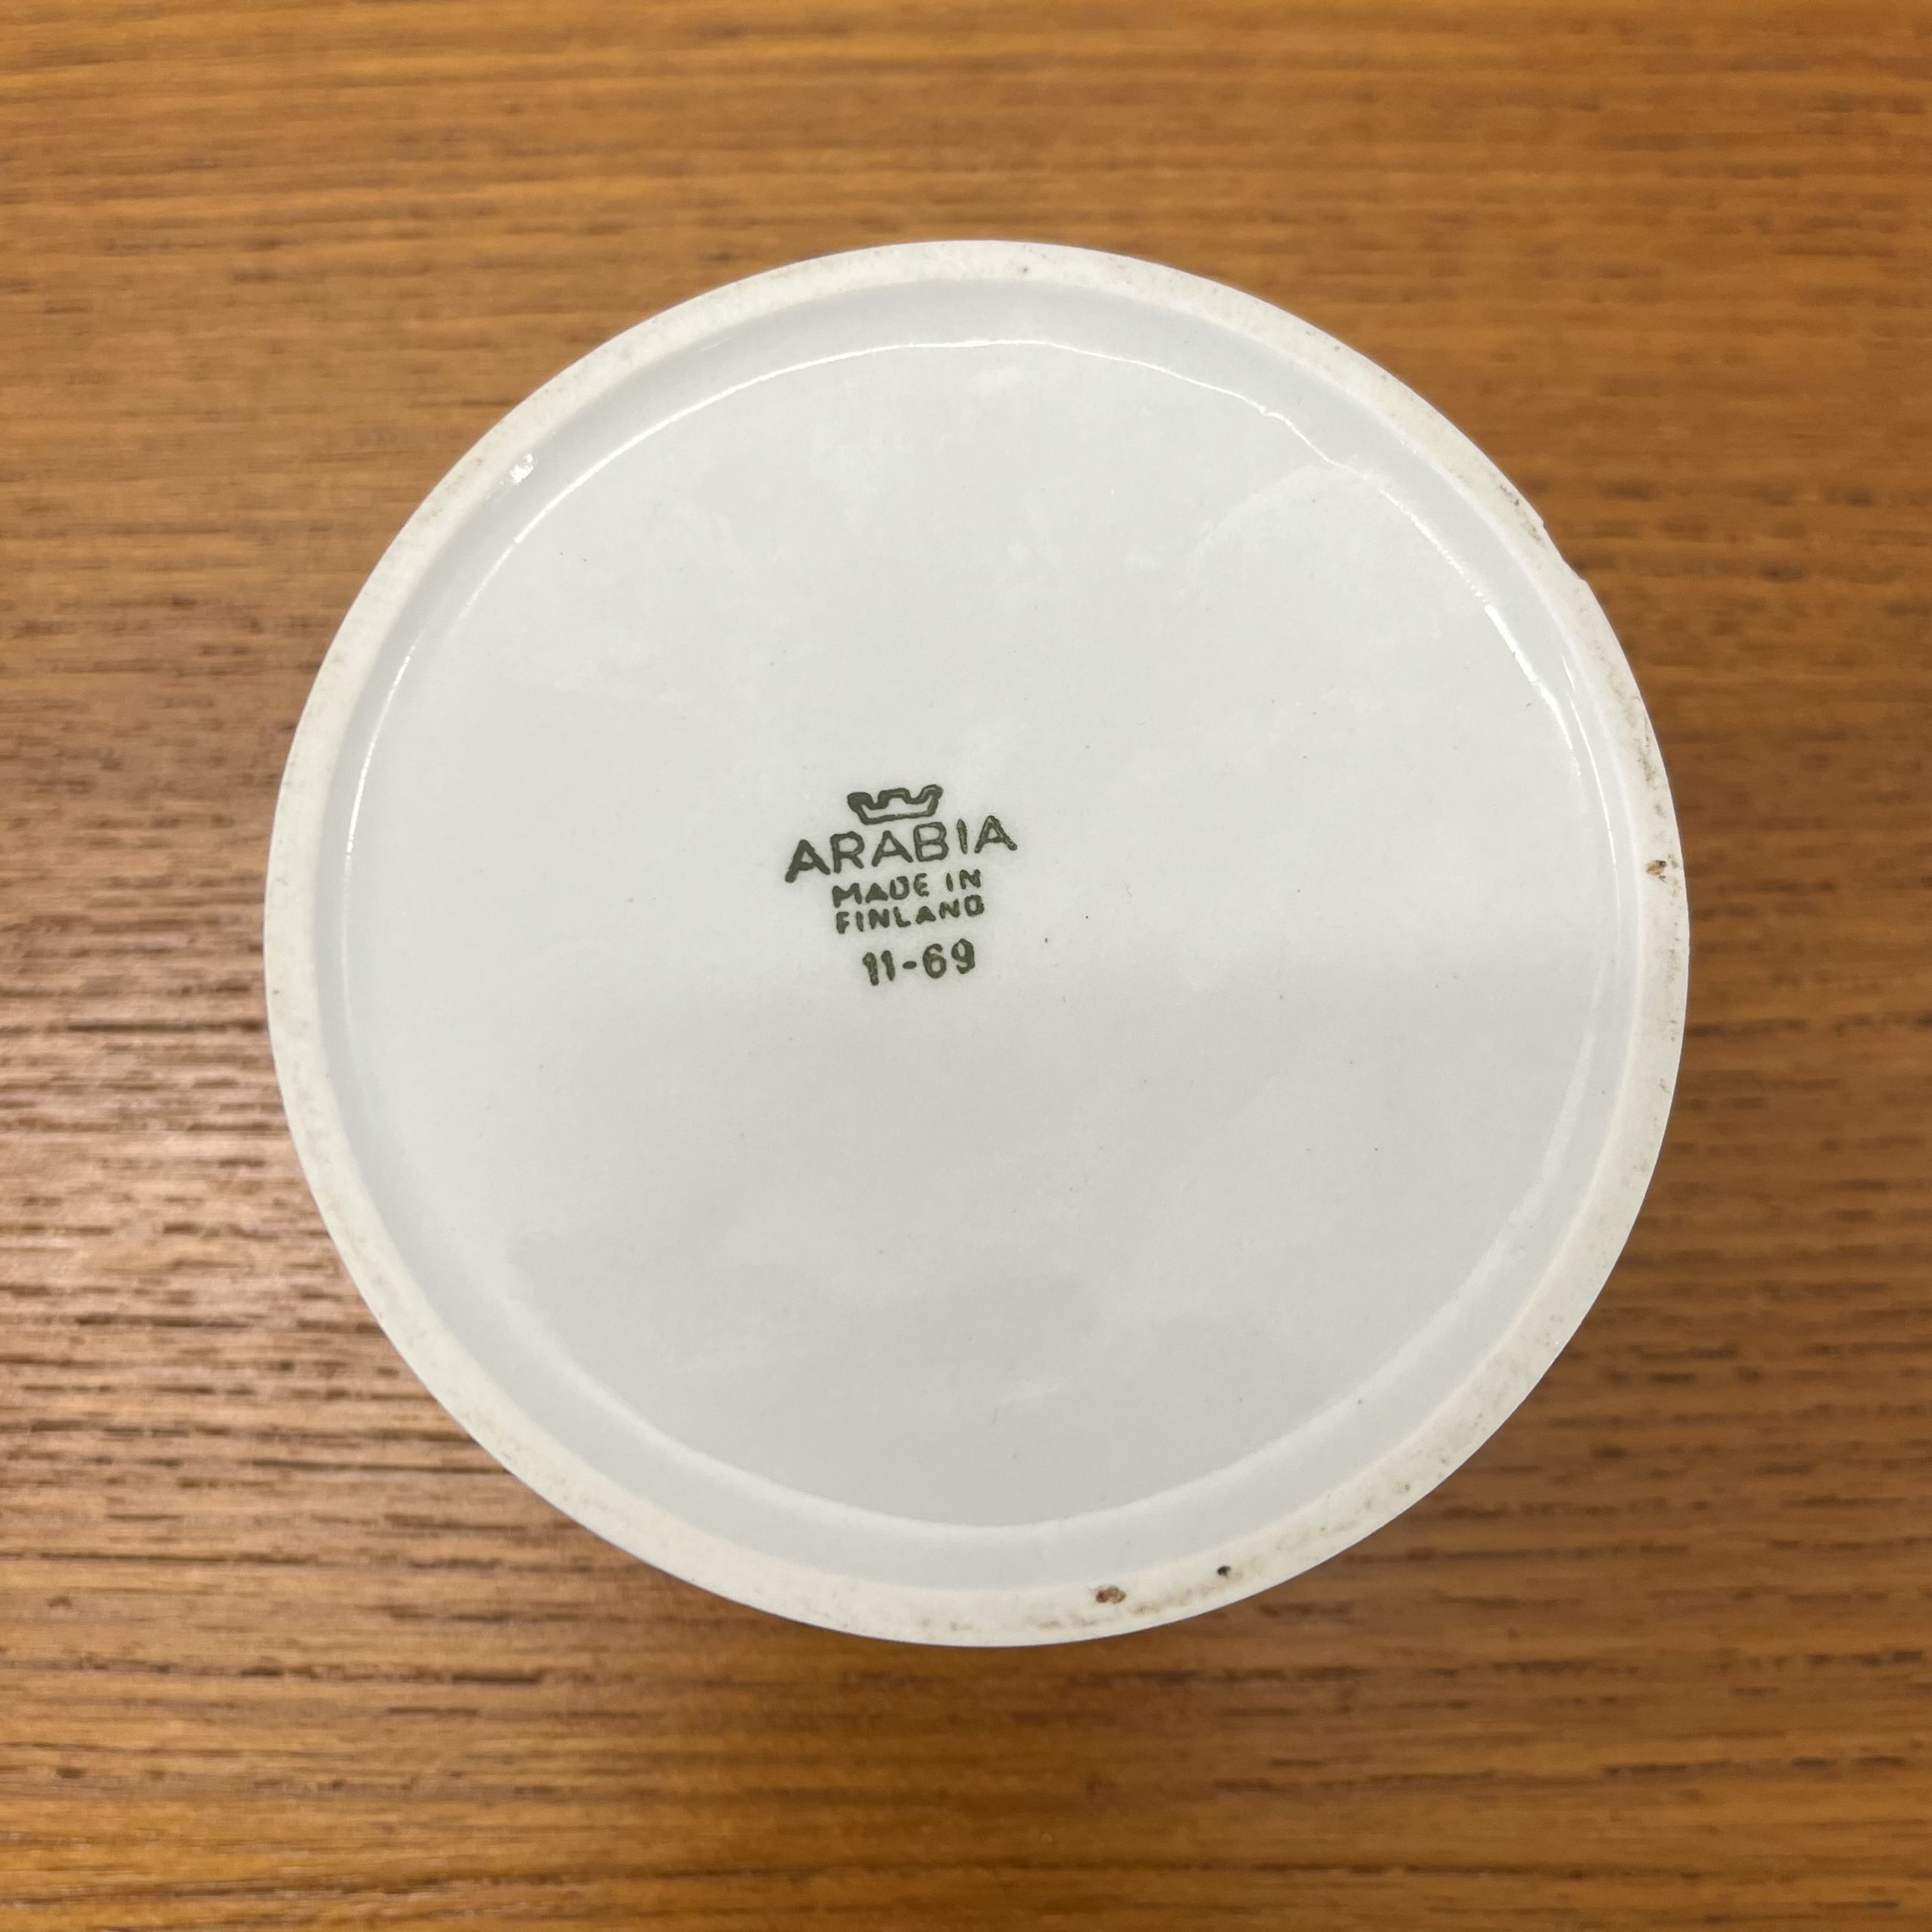 ARABIA
MADE IN
FINLAND
11-69